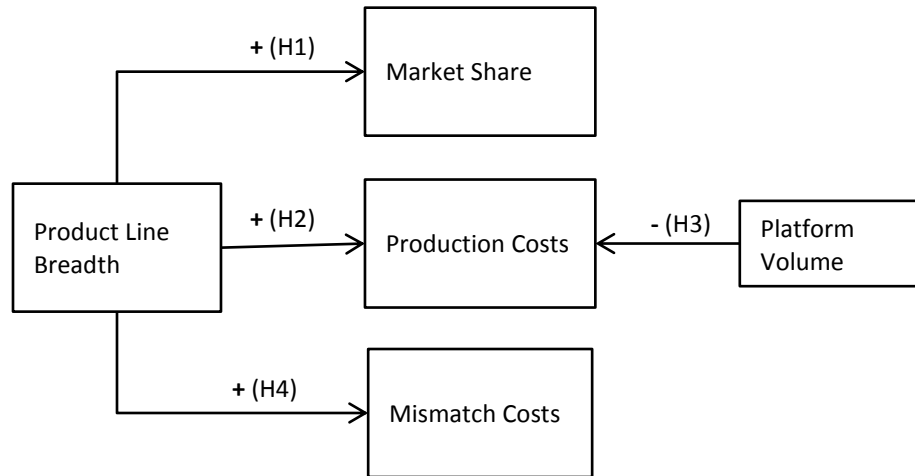 + (H1)
Market Share
Product Line
Breadth
+ (H2)
Production Costs
- (H3)
Platform
Volume
+ (H4)
Mismatch Costs